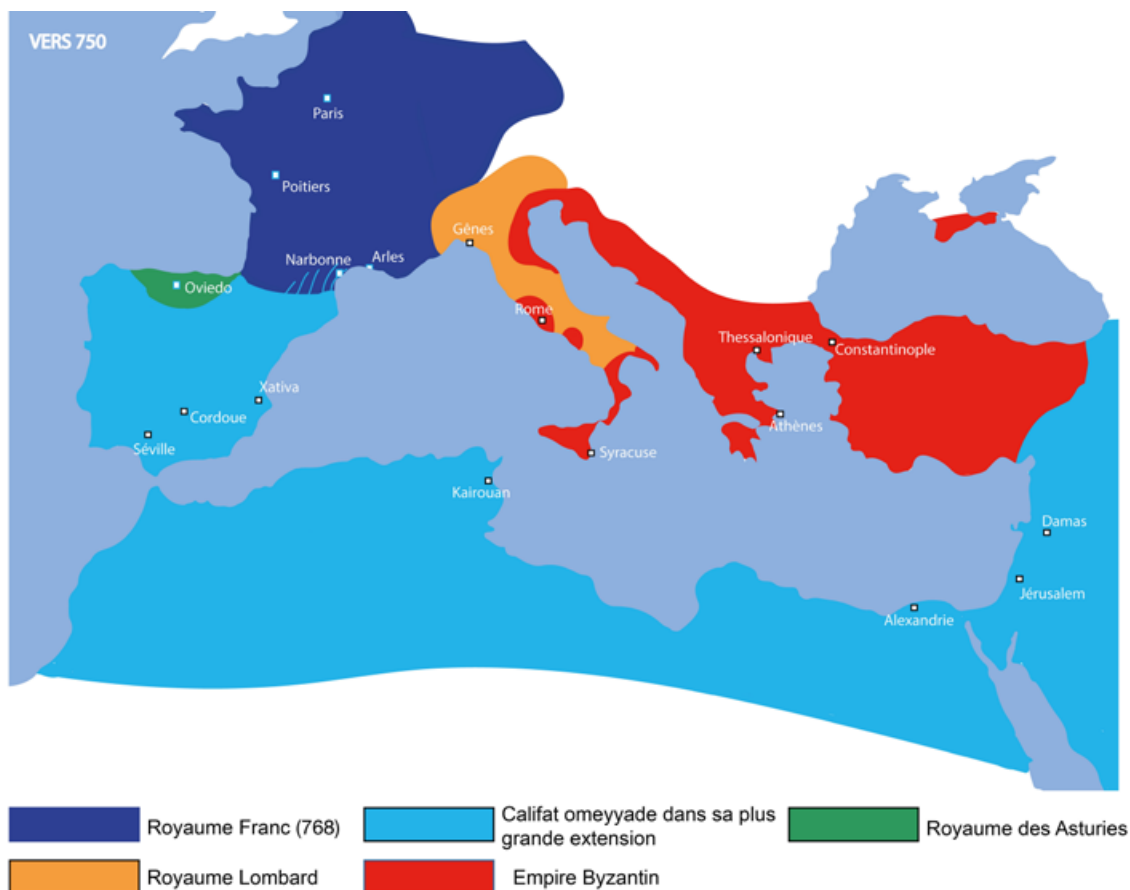 VERS 750
Paris
Poitiers
Gênes
Narbonne
Arles
Oviedo
Rome
Thessalonique
Constantinople
Xativa
Cordoue
Athènes
Séville
Syracuse
Kairouan
Damas
Jérusalem
Alexandrie
Royaume Franc (768)
Califat omeyyade dans sa plus
grande extension
Royaume des Asturies
Royaume Lombard
Empire Byzantin